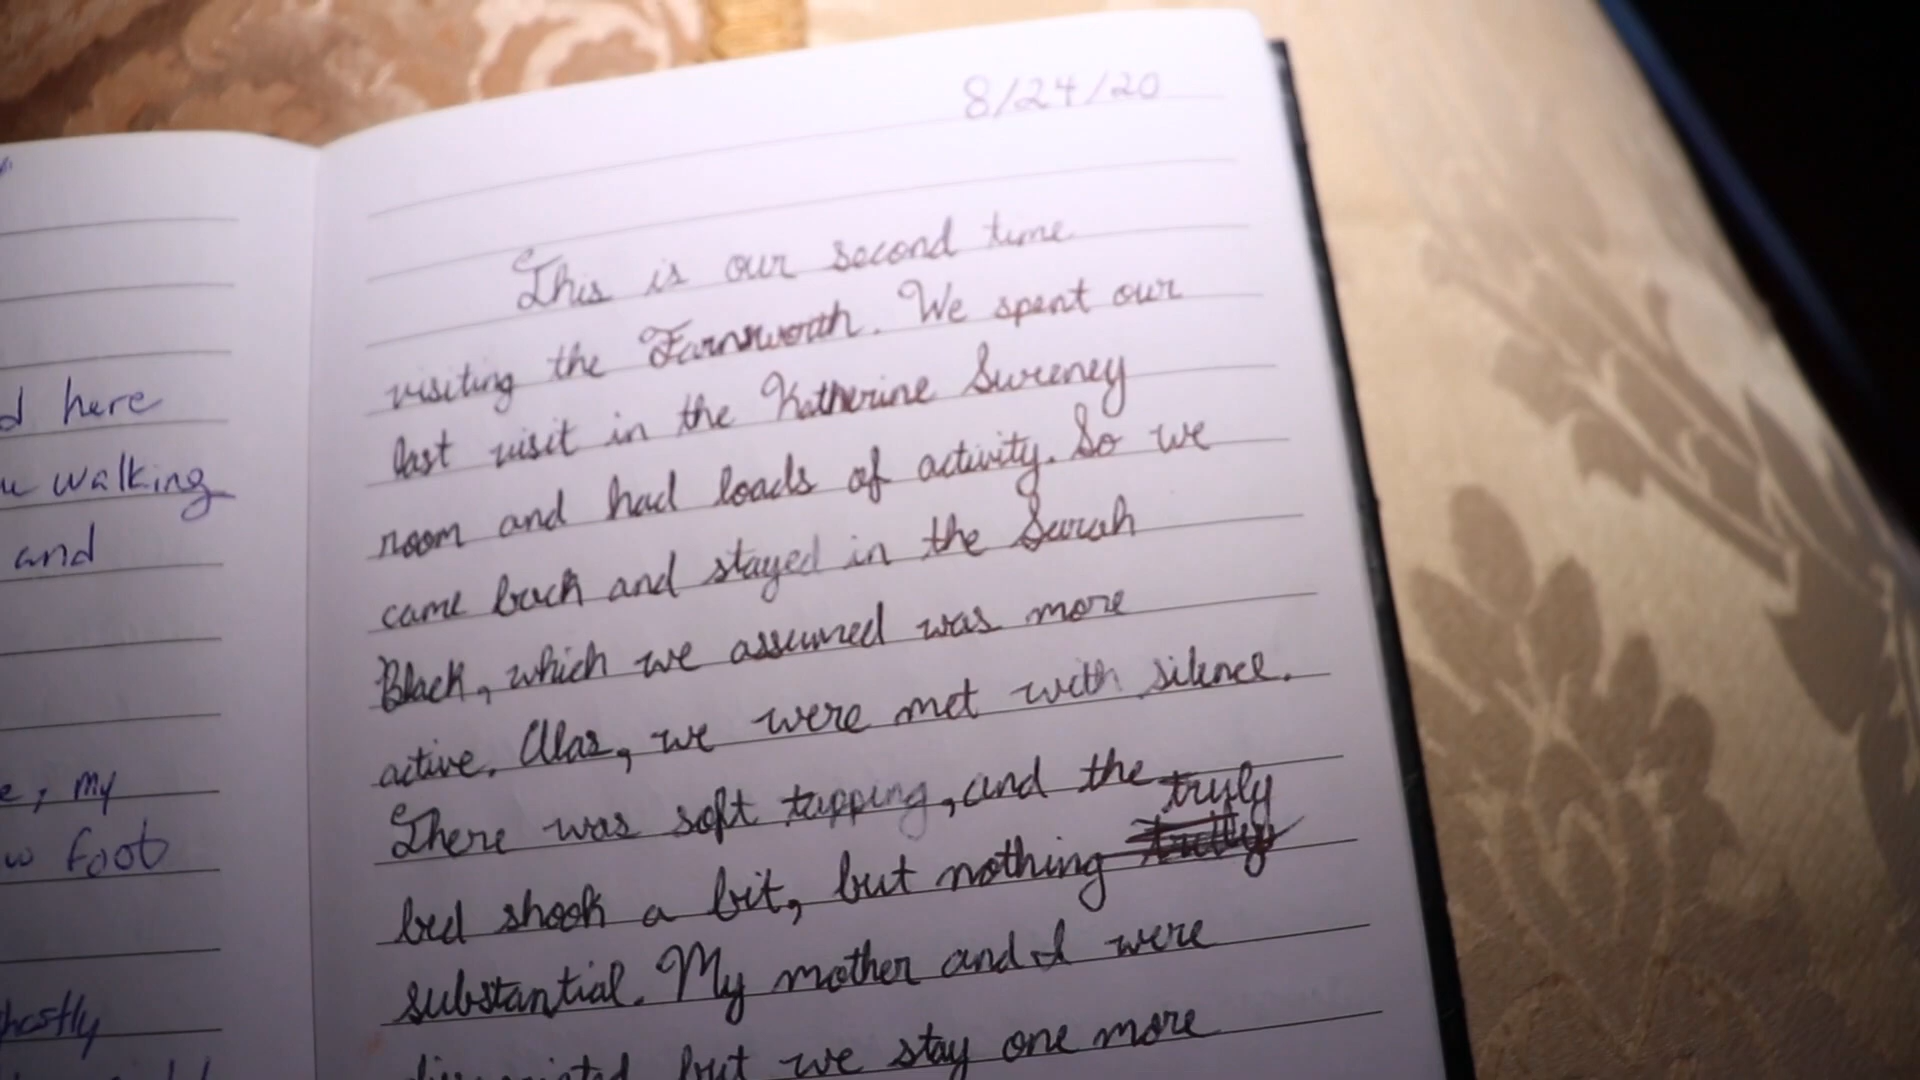 d here
walking
and
my
foot
8/24/20
This is our second time
visiting the Farnsworth. We spent our
last visit in the Katherine Sweeney
room and had loads of activity. So we
came back and stayed in the Sarah
Black, which we assumed was more
active. Alas, we were met with silence.
There was soft tapping, and the
truly
bed shook a bit, but nothing
substantial. My mother and I were
but we stay one more